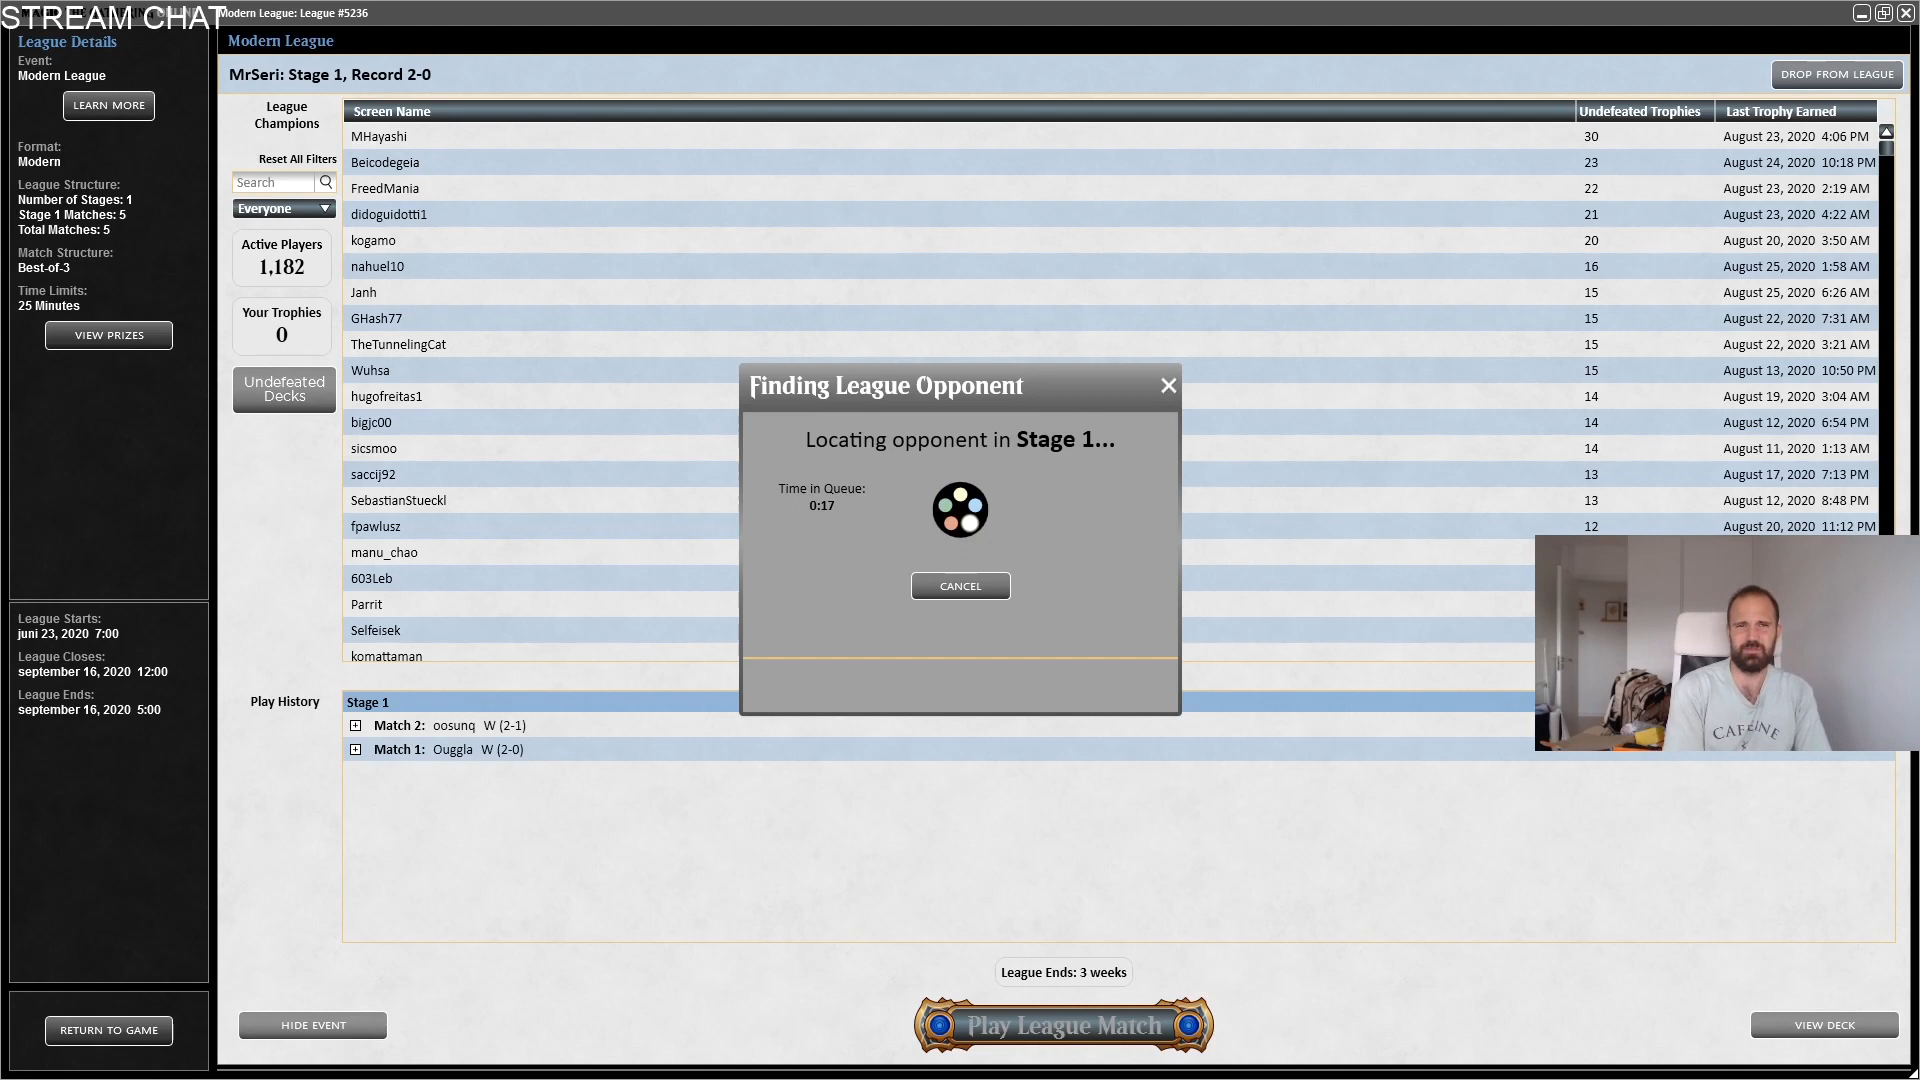 STREAM CHAT
Modern League: League #5236
League Details
Event:
Modern League
LEARN MORE
Format:
Modern
League Structure:
Number of Stages: 1
Stage 1 Matches: 5
Total Matches: 5
Match Structure:
Best-of-3
Time Limits:
25 Minutes
VIEW PRIZES
League Starts:
juni 23, 2020 7:00
League Closes:
september 16, 2020 12:00
League Ends:
september 16, 2020 5:00
RETURN TO GAME
Modern League
MrSeri: Stage 1, Record 2-0
DROP FROM LEAGUE
League
Champions
Reset All Filters
Search
Everyone
Active Players
1,182
Your Trophies
0
Undefeated
Decks
Screen Name Undefeated Trophies Last Trophy Earned
MHayashi 30 August 23, 2020 4:06 PM
Beicodegeia 23 August 24, 2020 10:18 PM
FreedMania 22 August 23, 2020 2:19 AM
didoguidotti1 21 August 23, 2020 4:22 AM
kogamo 20 August 20, 2020 3:50 AM
nahuel10 16 August 25, 2020 1:58 AM
Janh 15 August 25, 2020 6:26 AM
GHash77 15 August 22, 2020 7:31 AM
TheTunnelingCat 15 August 22, 2020 3:21 AM
Wuhsa 15 August 13, 2020 10:50 PM
hugofreitas1 14 August 19, 2020 3:04 AM
bigjc00 14 August 12, 2020 6:54 PM
sicsmoo 14 August 11, 2020 1:13 AM
saccij92 13 August 17, 2020 7:13 PM
SebastianStueckl 13 August 12, 2020 8:48 PM
fpawlusz 12 August 20, 2020 11:12 PM
manu_chao
603Leb
Parrit
Selfeisek
komattaman
Finding League Opponent
Locating opponent in Stage 1...
Time in Queue:
0:17
CANCEL
CAFEINE
Play History
Stage 1
Match 2: oosunq W (2-1)
Match 1: Ouggla W (2-0)
League Ends: 3 weeks
HIDE EVENT
Play League Match
VIEW DECK